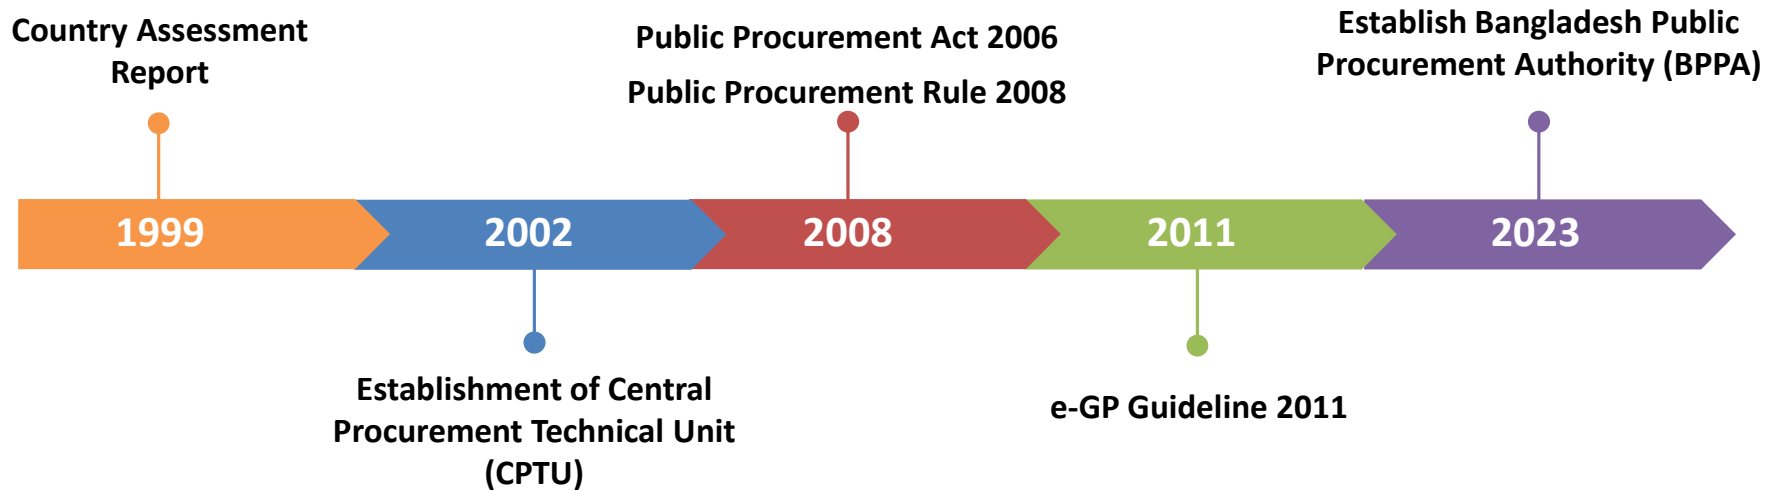 Country Assessment
Report
Public Procurement Act 2006
Public Procurement Rule 2008
Establish Bangladesh Public
Procurement Authority (BPPA)
1999
2002
2008
2011
2023
Establishment of Central
Procurement Technical Unit
(CPTU)
e-GP Guideline 2011